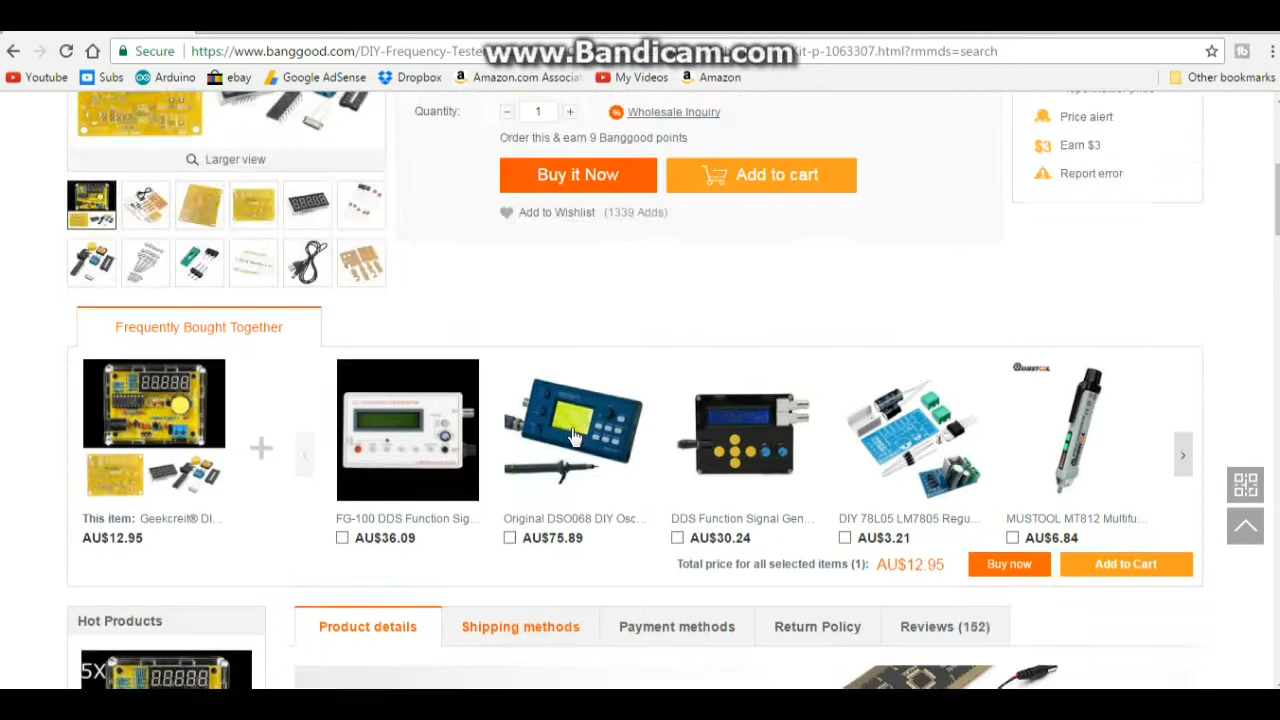 Secure
https://www.banggood.com/DIY-Frequency-Teste
it-p-1063307.html?rmmds=search
www.Bandicam.com
Youtube
Subs
Arduino
ebay
Google AdSense
Dropbox
Amazon.com Associa
My Videos
Amazon
Other bookmarks
Quantity:
1
Wholesale Inquiry
Price alert
Order this & earn 9 Banggood points
$3 Earn $3
Buy it Now
Add to cart
Report error
Larger view
Add to Wishlist (1339 Adds)
Frequently Bought Together
This item: Geekcreit® DI...
AU$12.95
FG-100 DDS Function Sig...
AU$36.09
Original DSO068 DIY Osc...
AU$75.89
DDS Function Signal Gen...
AU$30.24
DIY 78L05 LM7805 Regu...
AU$3.21
MUSTOOL
MUSTOOL MT812 Multifu...
AU$6.84
Total price for all selected items (1): AU$12.95
Buy now
Add to Cart
Hot Products
Product details
Shipping methods
Payment methods
Return Policy
Reviews (152)
5X